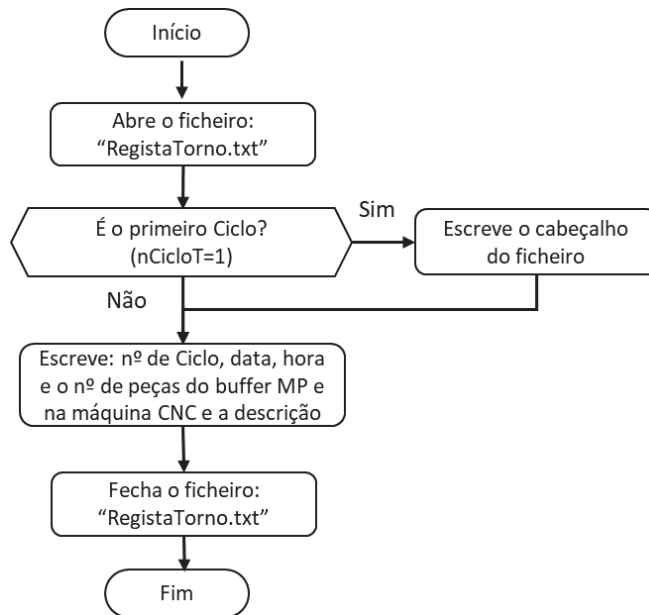 Início
Abre o ficheiro:
“RegistaTorno.txt”
É o primeiro Ciclo?
(nCicloT=1)
Sim
Escreve o cabeçalho
do ficheiro
Não
Escreve: nº de Ciclo, data, hora
e o nº de peças do buffer MP e
na máquina CNC e a descrição
Fecha o ficheiro:
“RegistaTorno.txt”
Fim